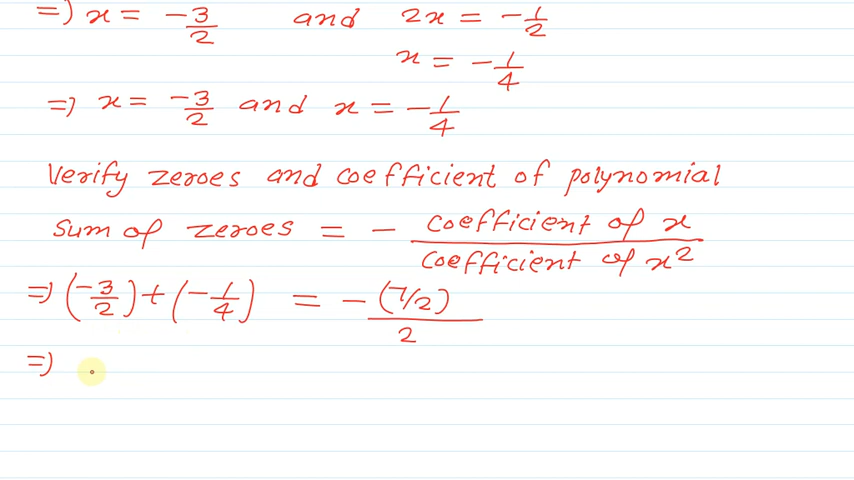 =) x = -3/2 and 2x = -1/2
x = -1/4
=) x = -3/2 and x = -1/4
Verify zeroes and coefficient of polynomial
Sum of zeroes = - coefficient of x / coefficient of x²
=) (-3/2) + (-1/4) = - (7/2) / 2
=)